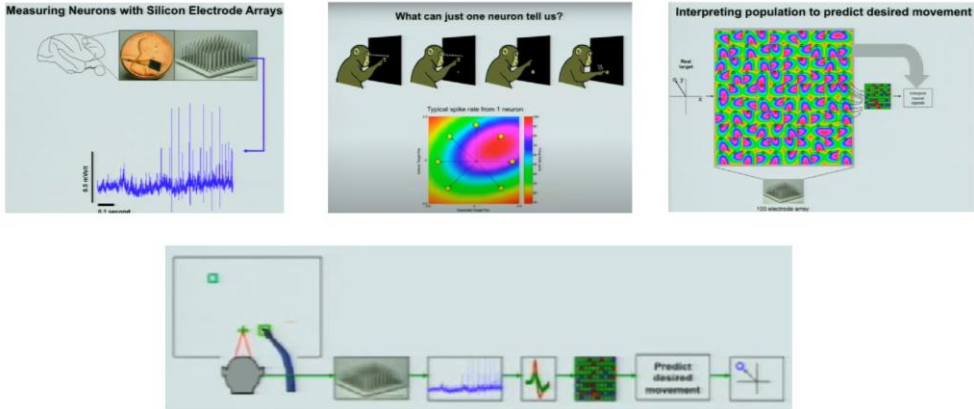 Measuring Neurons with Silicon Electrode Arrays
0.5 mVolt
0.1 second
What can just one neuron tell us?
Typical spike rate from 1 neuron
Interpreting population to predict desired movement
Real
target
Y
X
100 electrode array
Predict
desired
movement